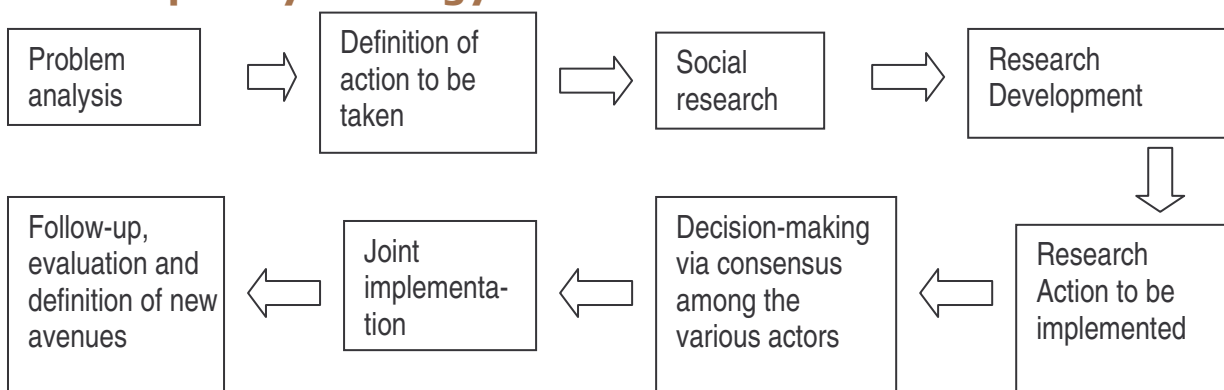 Problem
analysis
Definition of
action to be
taken
Social
research
Research
Development
Research
Action to be
implemented
Decision-making
via consensus
among the
various actors
Joint
implementa-
tion
Follow-up,
evaluation and
definition of new
avenues